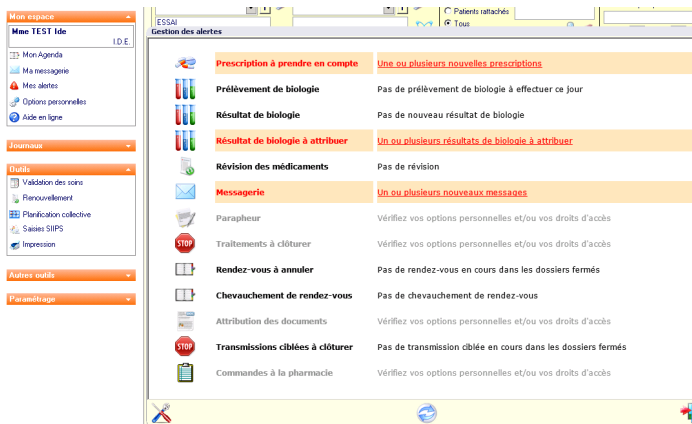 Mon espace
Mme TEST Ide
I.D.E.
Mon Agenda
Ma messagerie
Mes alertes
Options personnelles
Aide en ligne
Journaux
Outils
Validation des soins
Renouvellement
Planification collective
Saisies SIIPS
Impression
Autres outils
Paramétrage
ESSAI
Patients rattachés
Tous
Gestion des alertes
Prescription à prendre en compte Une ou plusieurs nouvelles prescriptions
Prélèvement de biologie Pas de prélèvement de biologie à effectuer ce jour
Résultat de biologie Pas de nouveau résultat de biologie
Résultat de biologie à attribuer Un ou plusieurs résultats de biologie à attribuer
Révision des médicaments Pas de révision
Messagerie Un ou plusieurs nouveaux messages
Parapheur Vérifiez vos options personnelles et/ou vos droits d'accès
STOP Traitements à clôturer Vérifiez vos options personnelles et/ou vos droits d'accès
Rendez-vous à annuler Pas de rendez-vous en cours dans les dossiers fermés
Chevauchement de rendez-vous Pas de chevauchement de rendez-vous
Attribution des documents Vérifiez vos options personnelles et/ou vos droits d'accès
STOP Transmissions ciblées à clôturer Pas de transmission ciblée en cours dans les dossiers fermés
Commandes à la pharmacie Vérifiez vos options personnelles et/ou vos droits d'accès